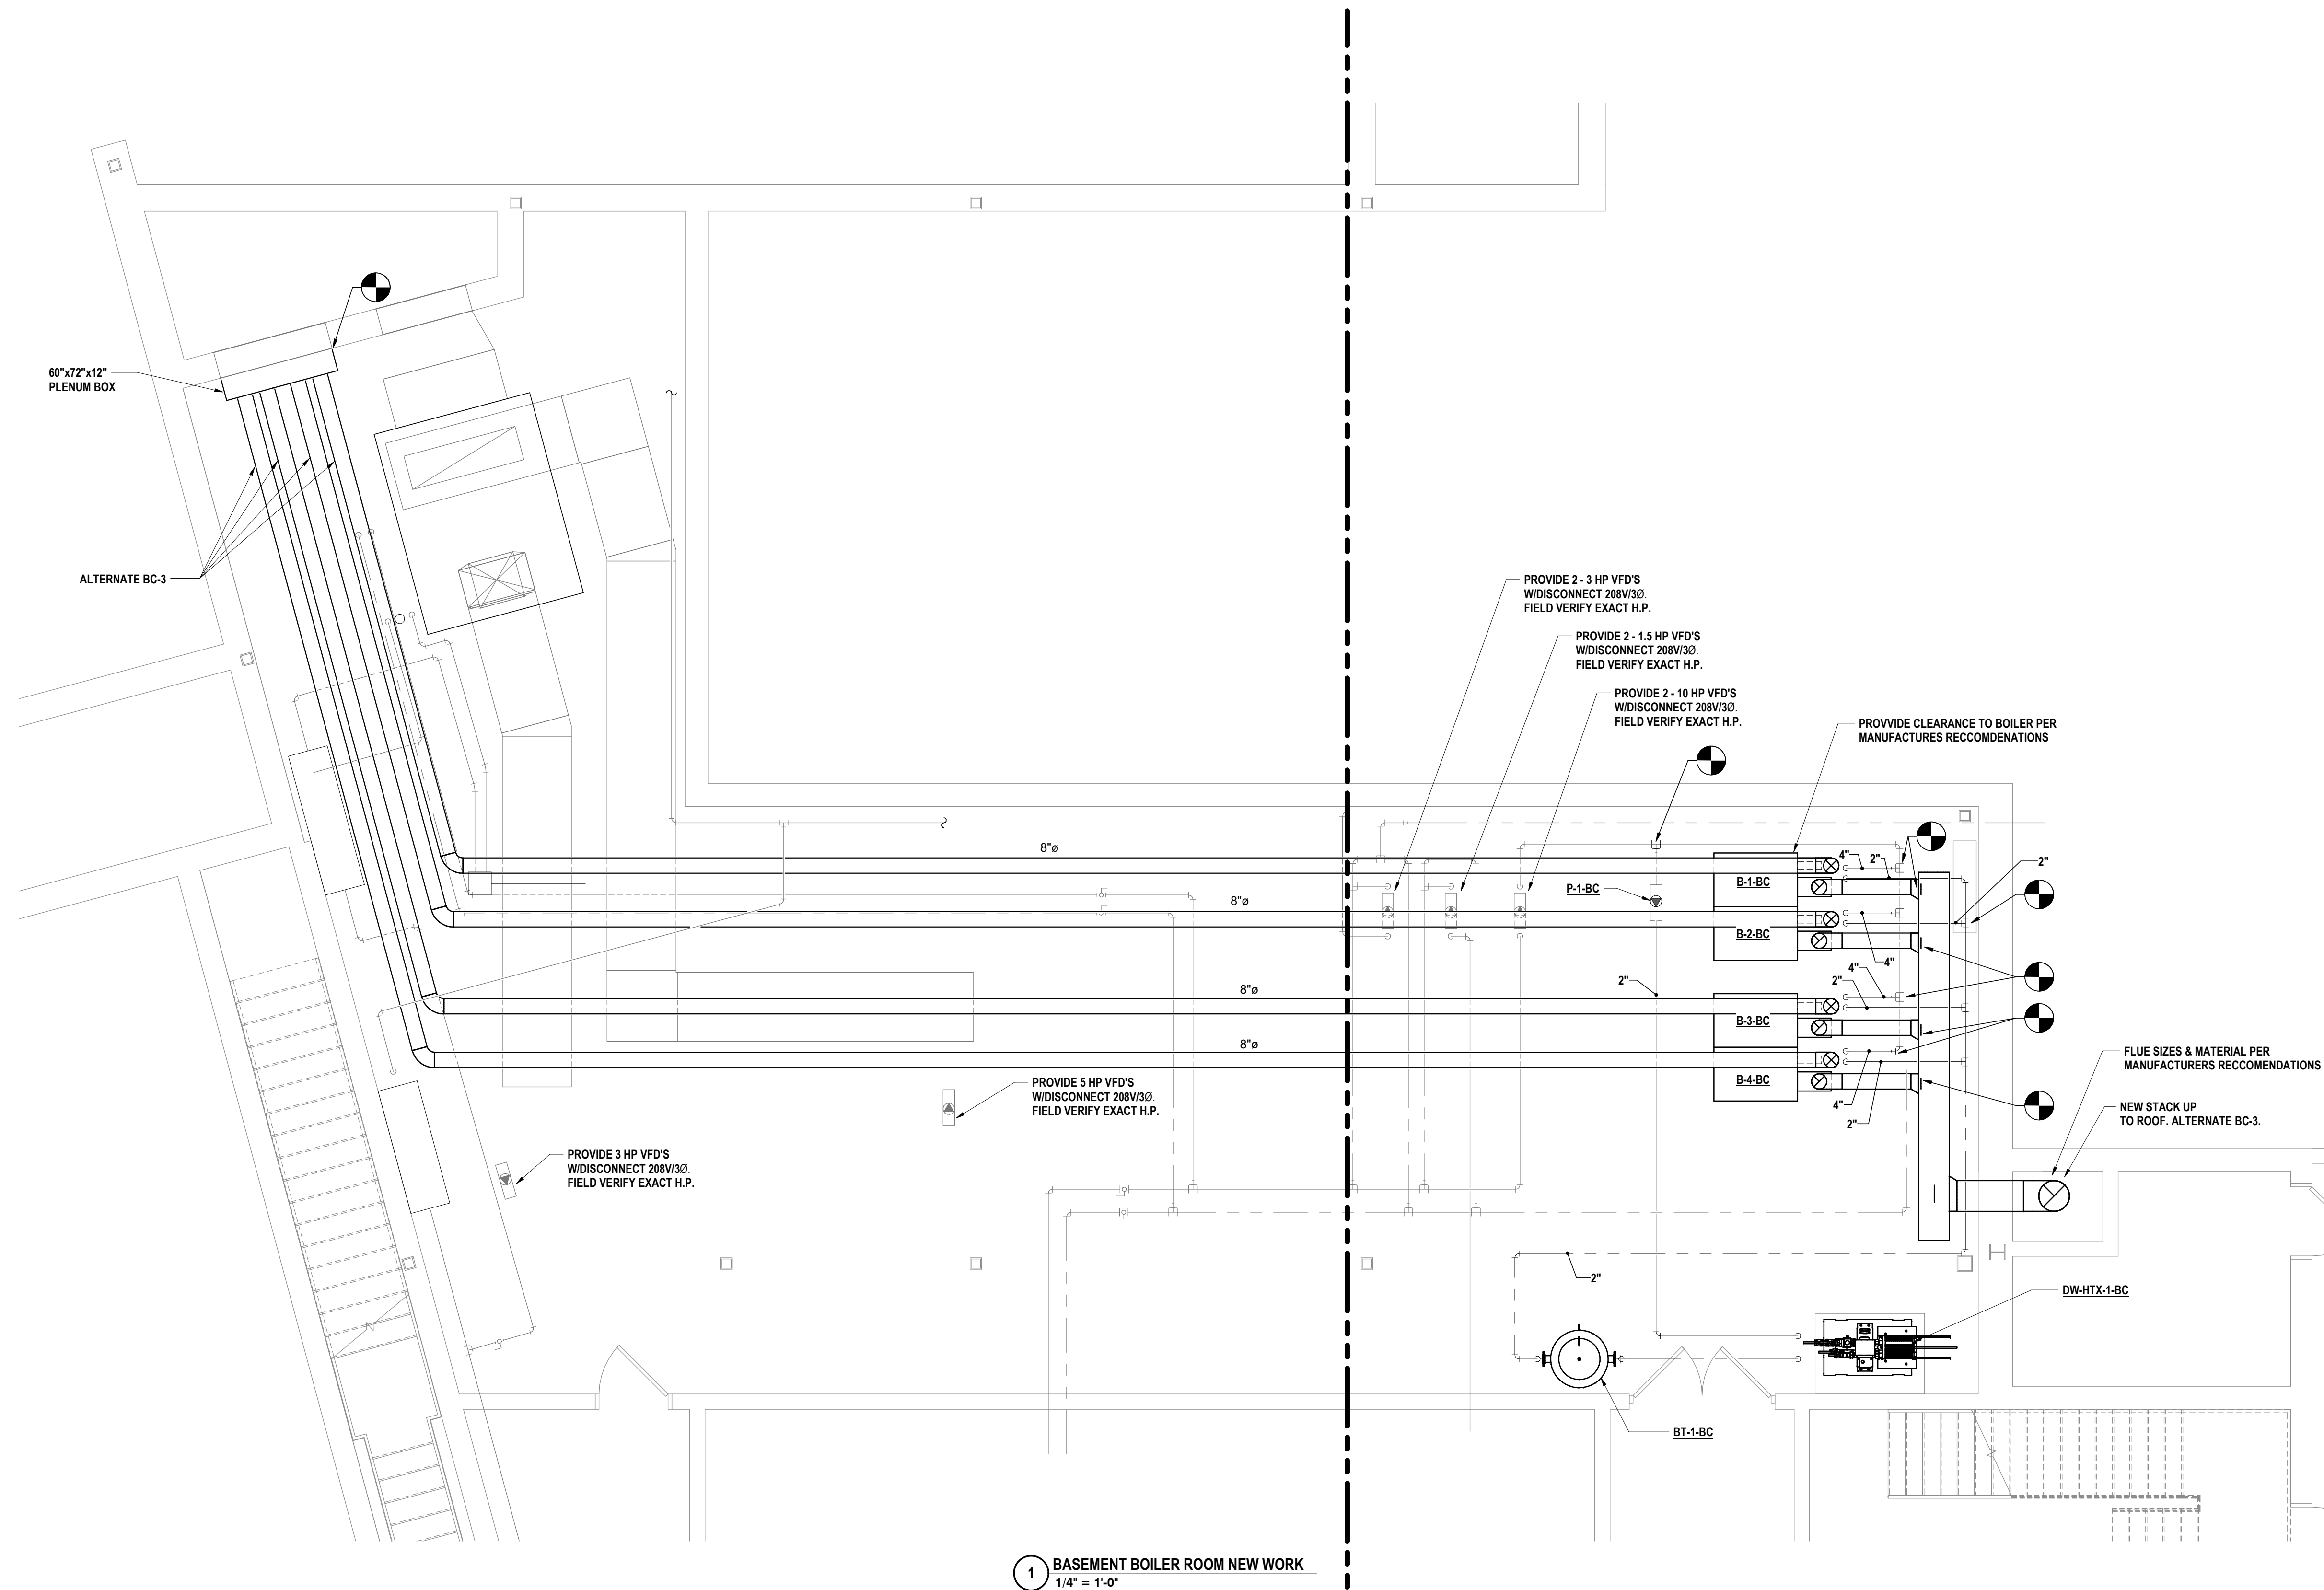 60"x72"x12"
PLENUM BOX
ALTERNATE BC-3
PROVIDE 2 - 3 HP VFD'S
W/DISCONNECT 208V/3Ø.
FIELD VERIFY EXACT H.P.
PROVIDE 2 - 1.5 HP VFD'S
W/DISCONNECT 208V/3Ø.
FIELD VERIFY EXACT H.P.
PROVIDE 2 - 10 HP VFD'S
W/DISCONNECT 208V/3Ø.
FIELD VERIFY EXACT H.P.
PROVVIDE CLEARANCE TO BOILER PER
MANUFACTURES RECCOMDENATIONS
8"ø
4"
2"
2"
P-1-BC
B-1-BC
8"ø
B-2-BC
4"
4"
2"
2"
8"ø
B-3-BC
8"ø
B-4-BC
4"
2"
FLUE SIZES & MATERIAL PER
MANUFACTURERS RECCOMENDATIONS
NEW STACK UP
TO ROOF. ALTERNATE BC-3.
PROVIDE 5 HP VFD'S
W/DISCONNECT 208V/3Ø.
FIELD VERIFY EXACT H.P.
PROVIDE 3 HP VFD'S
W/DISCONNECT 208V/3Ø.
FIELD VERIFY EXACT H.P.
2"
DW-HTX-1-BC
BT-1-BC
1 BASEMENT BOILER ROOM NEW WORK
1/4" = 1'-0"